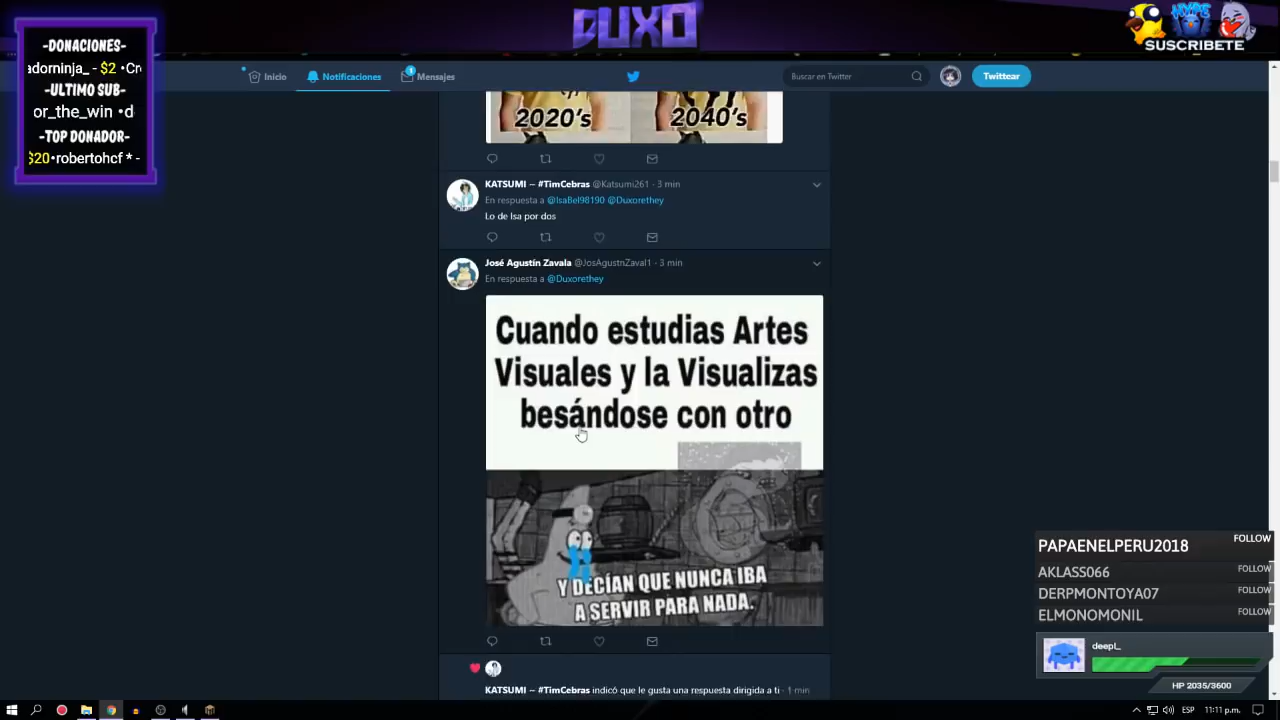 DUXO
SUSCRIBETE
-DONACIONES-
adorninja_ - $2 •Cr
-ULTIMO SUB-
or_the_win •d
-TOP DONADOR-
$20•robertohcf * -
Inicio
Notificaciones
1
Mensajes
Buscar en Twitter
Twittear
2020's
2040's
KATSUMI -- #TimCebras @Katsumi261 · 3 min
En respuesta a @IsaBel98190 @Duxorethey
Lo de Isa por dos
José Agustín Zavala @JosAgustnZaval1 · 3 min
En respuesta a @Duxorethey
Cuando estudias Artes
Visuales y la Visualizas
besándose con otro
Y DECÍAN QUE NUNCA IBA
A SERVIR PARA NADA.
KATSUMI -- #TimCebras indicó que le gusta una respuesta dirigida a ti · 1 min
PAPAENELPERU2018 FOLLOW
AKLASS066 FOLLOW
DERPMONTOYA07 FOLLOW
ELMONOMONIL FOLLOW
deepl_
HP 2035/3600
ESP
11:11 p.m.